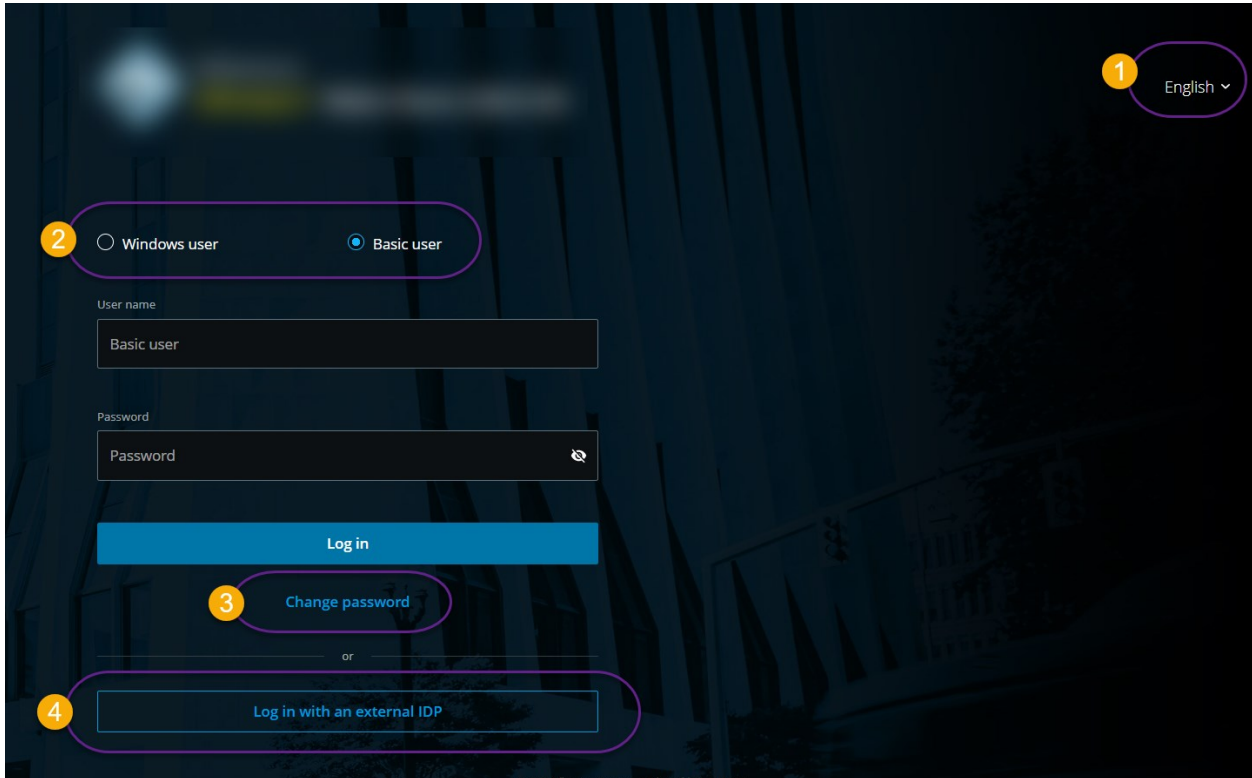 1
English
2
Windows user
Basic user
User name
Basic user
Password
Password
Log in
3
Change password
or
4
Log in with an external IDP